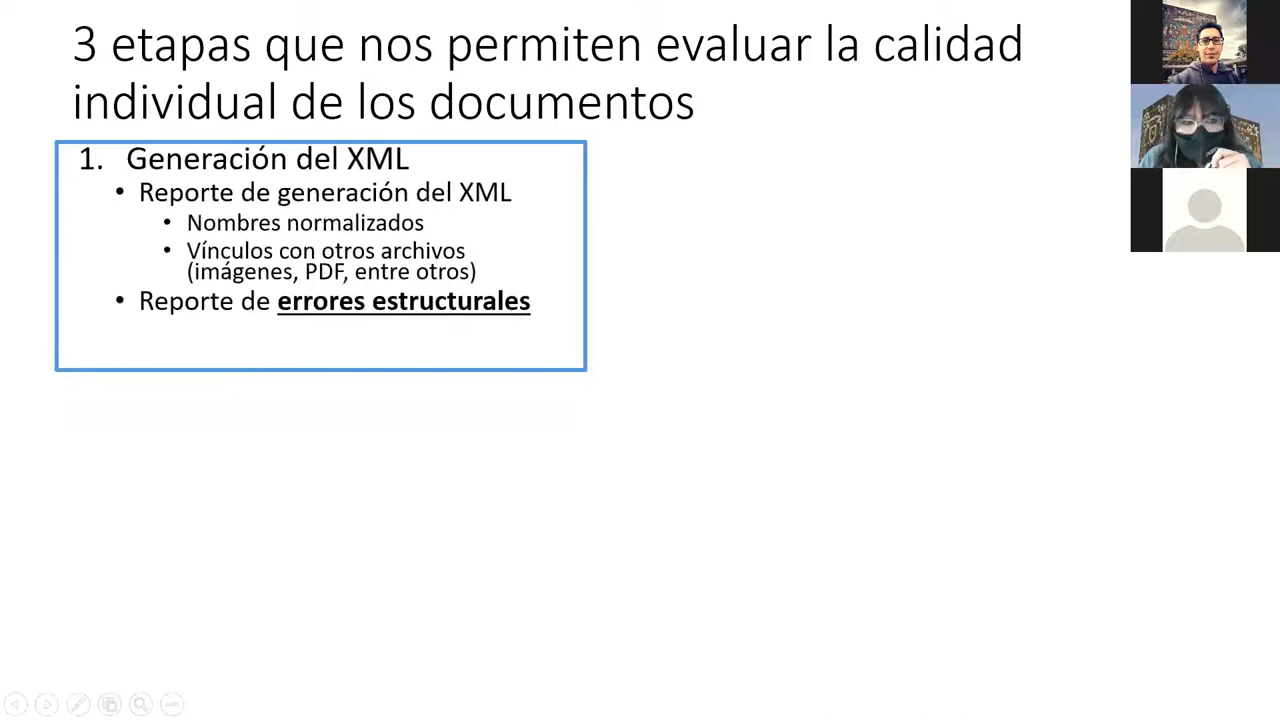 3 etapas que nos permiten evaluar la calidad
individual de los documentos
1. Generación del XML
• Reporte de generación del XML
• Nombres normalizados
• Vínculos con otros archivos
(imágenes, PDF, entre otros)
• Reporte de errores estructurales